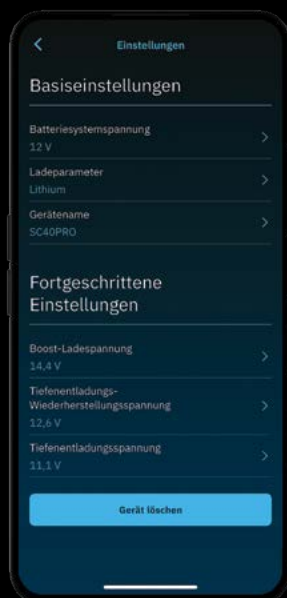 Einstellungen
Basiseinstellungen
Batteriesystemspannung
12 V
Ladeparameter
Lithium
Gerätename
SC40PRO
Fortgeschrittene
Einstellungen
Boost-Ladespannung
14,4 V
Tiefenentladungs-
Wiederherstellungsspannung
12,6 V
Tiefenentladungsspannung
11,1 V
Gerät löschen